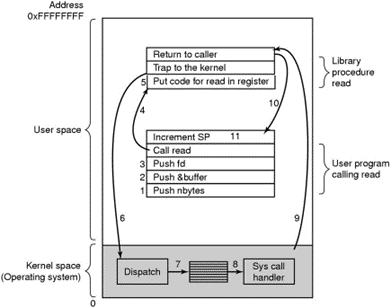 Address
0xFFFFFFFF
Return to caller
Trap to the kernel
5 Put code for read in register
Library
procedure
read
4
10
User space
Increment SP 11
Call read
3 Push fd
2 Push &buffer
1 Push nbytes
User program
calling read
6
9
Kernel space
(Operating system)
Dispatch
7
8
Sys call
handler
0